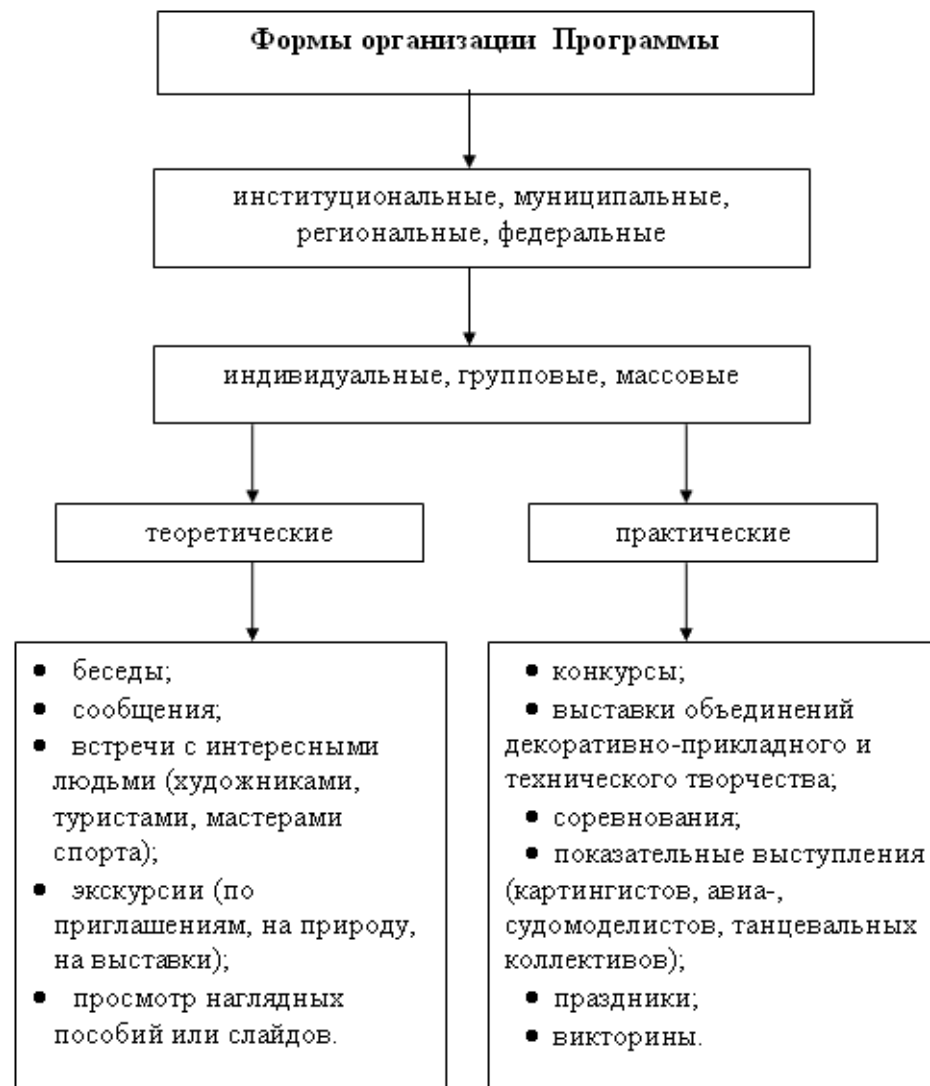 Формы организации Программы
институциональные, муниципальные,
региональные, федеральные
индивидуальные, групповые, массовые
теоретические
практические
● беседы;
● сообщения;
● встречи с интересными
людьми (художниками,
туристами, мастерами
спорта);
● экскурсии (по
приглашениям, на природу,
на выставки);
● просмотр наглядных
пособий или слайдов.
● конкурсы;
● выставки объединений
декоративно-прикладного и
технического творчества;
● соревнования;
● показательные выступления
(картингистов, авиа-,
судомоделистов, танцевальных
коллективов);
● праздники;
● викторины.